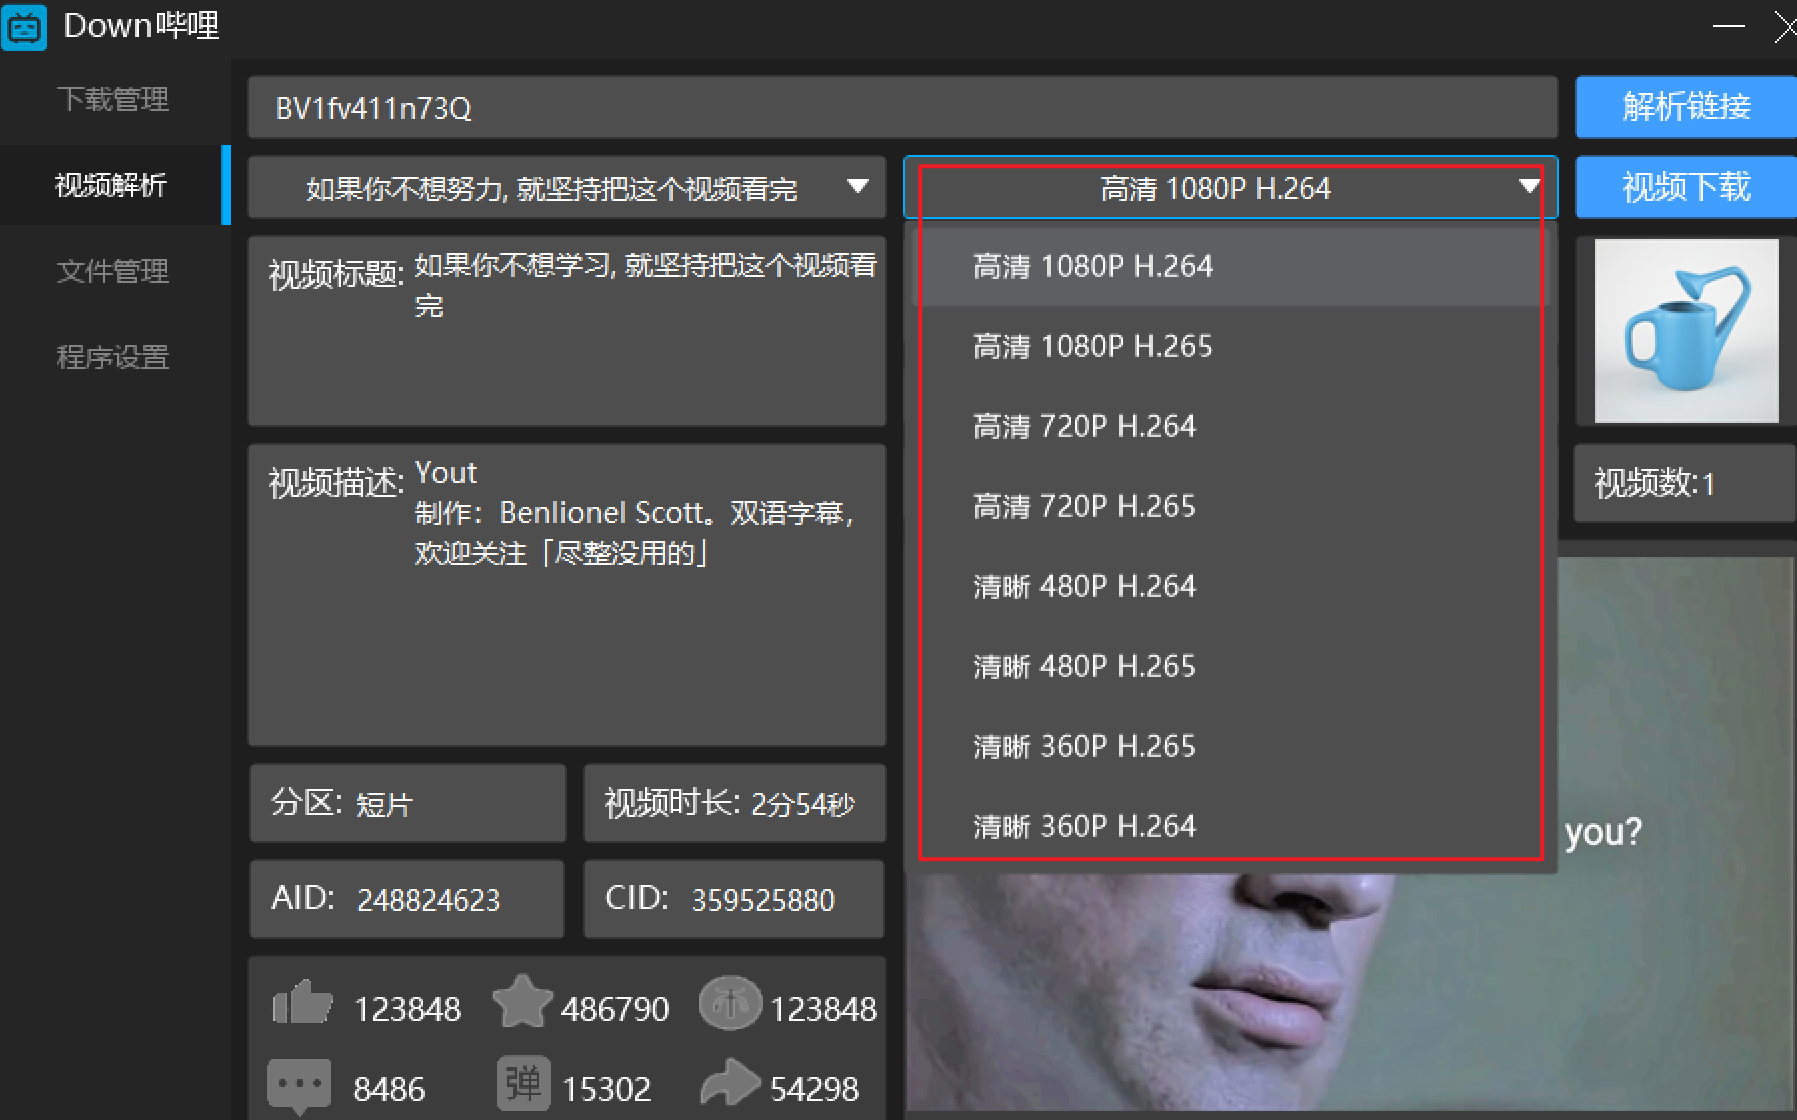 Down哔哩
下载管理
视频解析
文件管理
程序设置
BV1fv411n73Q
解析链接
如果你不想努力, 就坚持把这个视频看完
高清 1080P H.264
视频下载
视频标题: 如果你不想学习, 就坚持把这个视频看
完
高清 1080P H.264
高清 1080P H.265
高清 720P H.264
高清 720P H.265
清晰 480P H.264
清晰 480P H.265
清晰 360P H.265
清晰 360P H.264
视频描述: Yout
制作：Benlionel Scott。双语字幕，
欢迎关注「尽整没用的」
视频数:1
分区: 短片
视频时长: 2分54秒
AID: 248824623
CID: 359525880
123848
486790
123848
8486
弹 15302
54298
you?